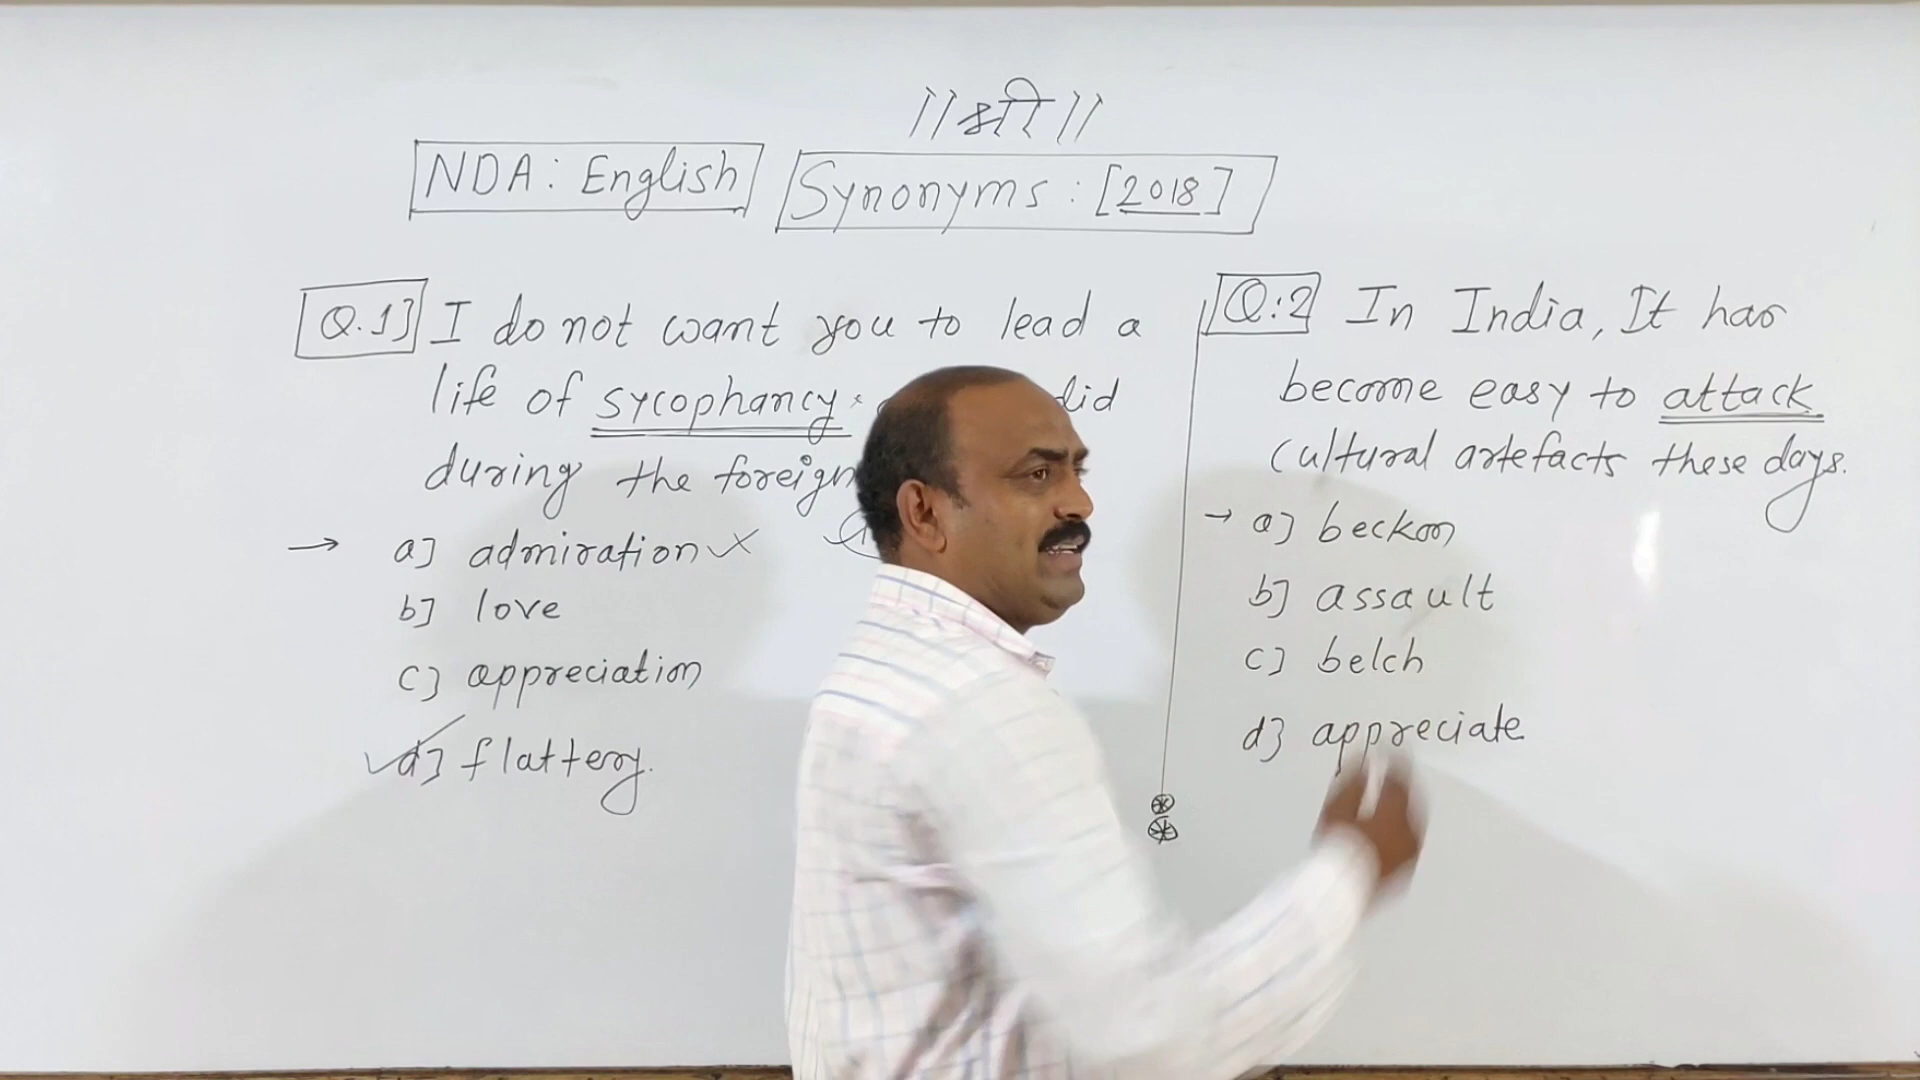 ||श्री||
NDA: English
Synonyms: [2018]
Q.1] I do not want you to lead a
life of sycophancy did
during the foreign
→ a] admiration ✓ x
b] love
c] appreciation
✓ d] flattery.
Q:2 In India, It has
become easy to attack
cultural artefacts these days.
→ a] beckon
b] assault
c] belch
d] appreciate